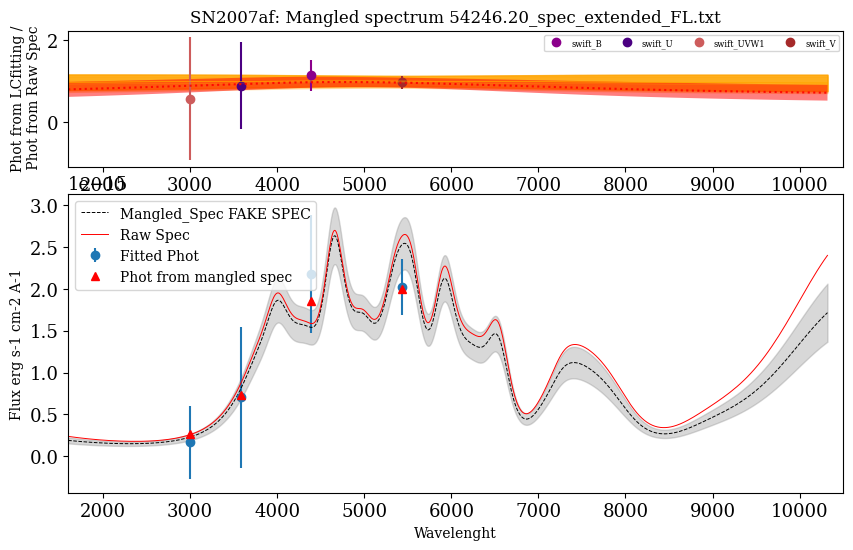 SN2007af: Mangled spectrum 54246.20_spec_extended_FL.txt
Phot from LCfitting /
Phot from Raw Spec
2
0
swift_B
swift_U
swift_UVW1
swift_V
2000 3000 4000 5000 6000 7000 8000 9000 10000
1e−15
Flux erg s-1 cm-2 A-1
3.0
2.5
2.0
1.5
1.0
0.5
0.0
Mangled_Spec FAKE SPEC
Raw Spec
Fitted Phot
Phot from mangled spec
2000 3000 4000 5000 6000 7000 8000 9000 10000
Wavelenght